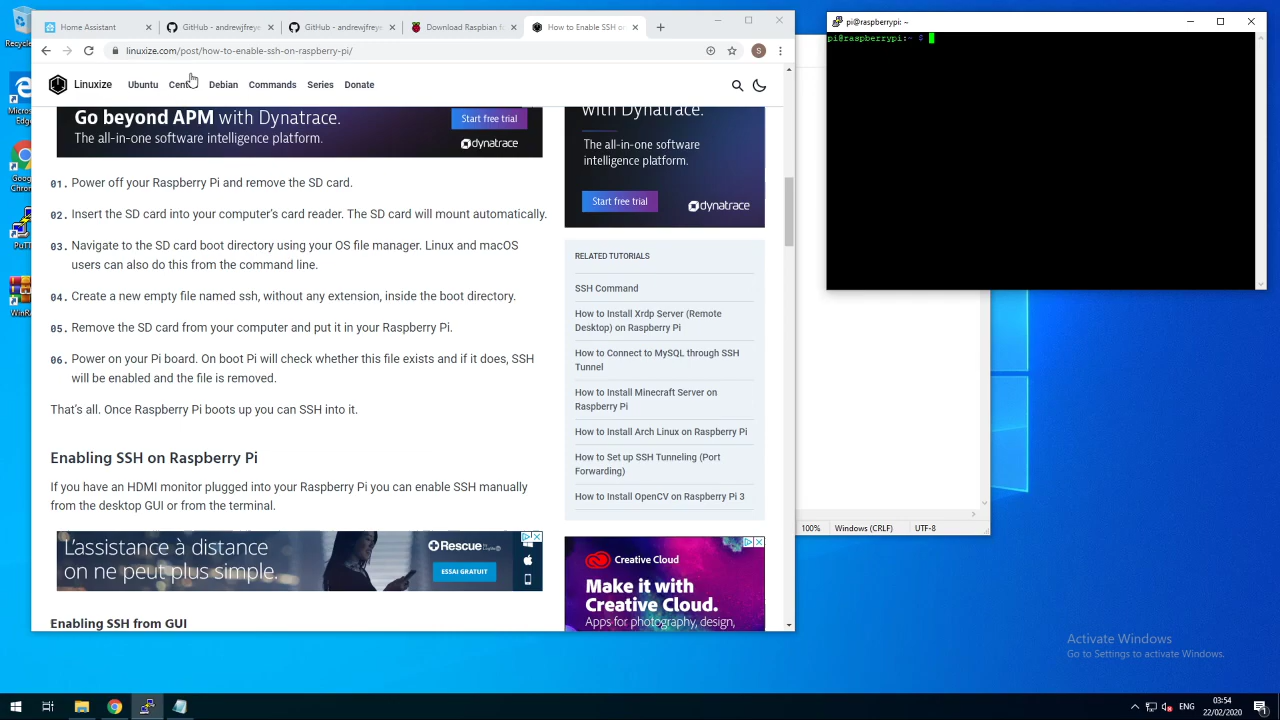 Home Assistant
GitHub - andrewjfreye
GitHub - andrewjfreye
Download Raspbian fo
How to Enable SSH on
linuxize.com/post/how-to-enable-ssh-on-raspberry-pi/
S
Linuxize
Ubuntu
Debian
Commands
Series
Donate
Go beyond APM with Dynatrace.
The all-in-one software intelligence platform.
Start free trial
dynatrace
with Dynatrace.
The all-in-one software
intelligence platform.
Start free trial
dynatrace
01. Power off your Raspberry Pi and remove the SD card.
02. Insert the SD card into your computer's card reader. The SD card will mount automatically.
03. Navigate to the SD card boot directory using your OS file manager. Linux and macOS
users can also do this from the command line.
04. Create a new empty file named ssh, without any extension, inside the boot directory.
05. Remove the SD card from your computer and put it in your Raspberry Pi.
06. Power on your Pi board. On boot Pi will check whether this file exists and if it does, SSH
will be enabled and the file is removed.
That's all. Once Raspberry Pi boots up you can SSH into it.
Enabling SSH on Raspberry Pi
If you have an HDMI monitor plugged into your Raspberry Pi you can enable SSH manually
from the desktop GUI or from the terminal.
L'assistance à distance
on ne peut plus simple.
Rescue
ESSAI GRATUIT
Enabling SSH from GUI
RELATED TUTORIALS
SSH Command
How to Install Xrdp Server (Remote
Desktop) on Raspberry Pi
How to Connect to MySQL through SSH
Tunnel
How to Install Minecraft Server on
Raspberry Pi
How to Install Arch Linux on Raspberry Pi
How to Set up SSH Tunneling (Port
Forwarding)
How to Install OpenCV on Raspberry Pi 3
Creative Cloud
Make it with
Creative Cloud.
Apps for photography, design,
pi@raspberrypi: ~
pi@raspberrypi:~ $
100%
Windows (CRLF)
UTF-8
Recycle
Edge
Chrome
PuTTY
Activate Windows
Go to Settings to activate Windows.
ENG
03:54
22/02/2020
1